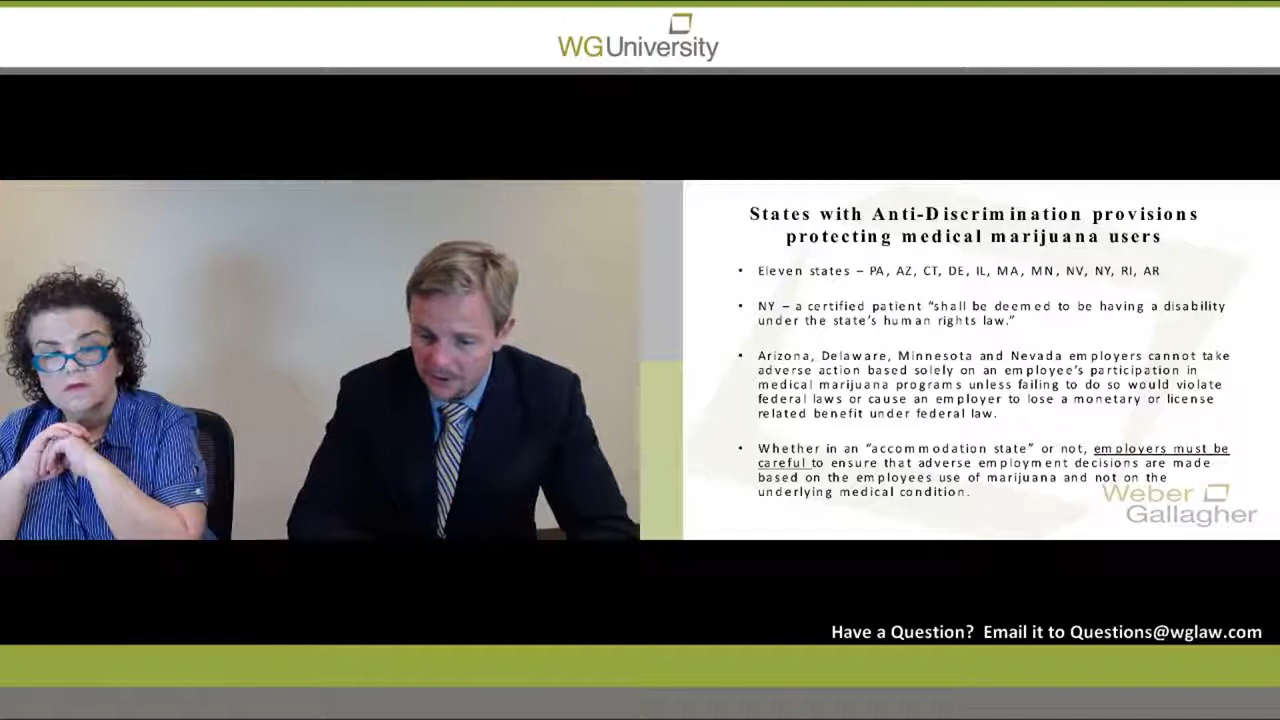 WGUniversity
States with Anti-Discrimination provisions
protecting medical marijuana users
• Eleven states – PA, AZ, CT, DE, IL, MA, MN, NV, NY, RI, AR
• NY – a certified patient “shall be deemed to be having a disability
under the state’s human rights law.”
• Arizona, Delaware, Minnesota and Nevada employers cannot take
adverse action based solely on an employee’s participation in
medical marijuana programs unless failing to do so would violate
federal laws or cause an employer to lose a monetary or license
related benefit under federal law.
• Whether in an “accommodation state” or not, employers must be
careful to ensure that adverse employment decisions are made
based on the employees use of marijuana and not on the
underlying medical condition.
Weber
Gallagher
Have a Question? Email it to Questions@wglaw.com